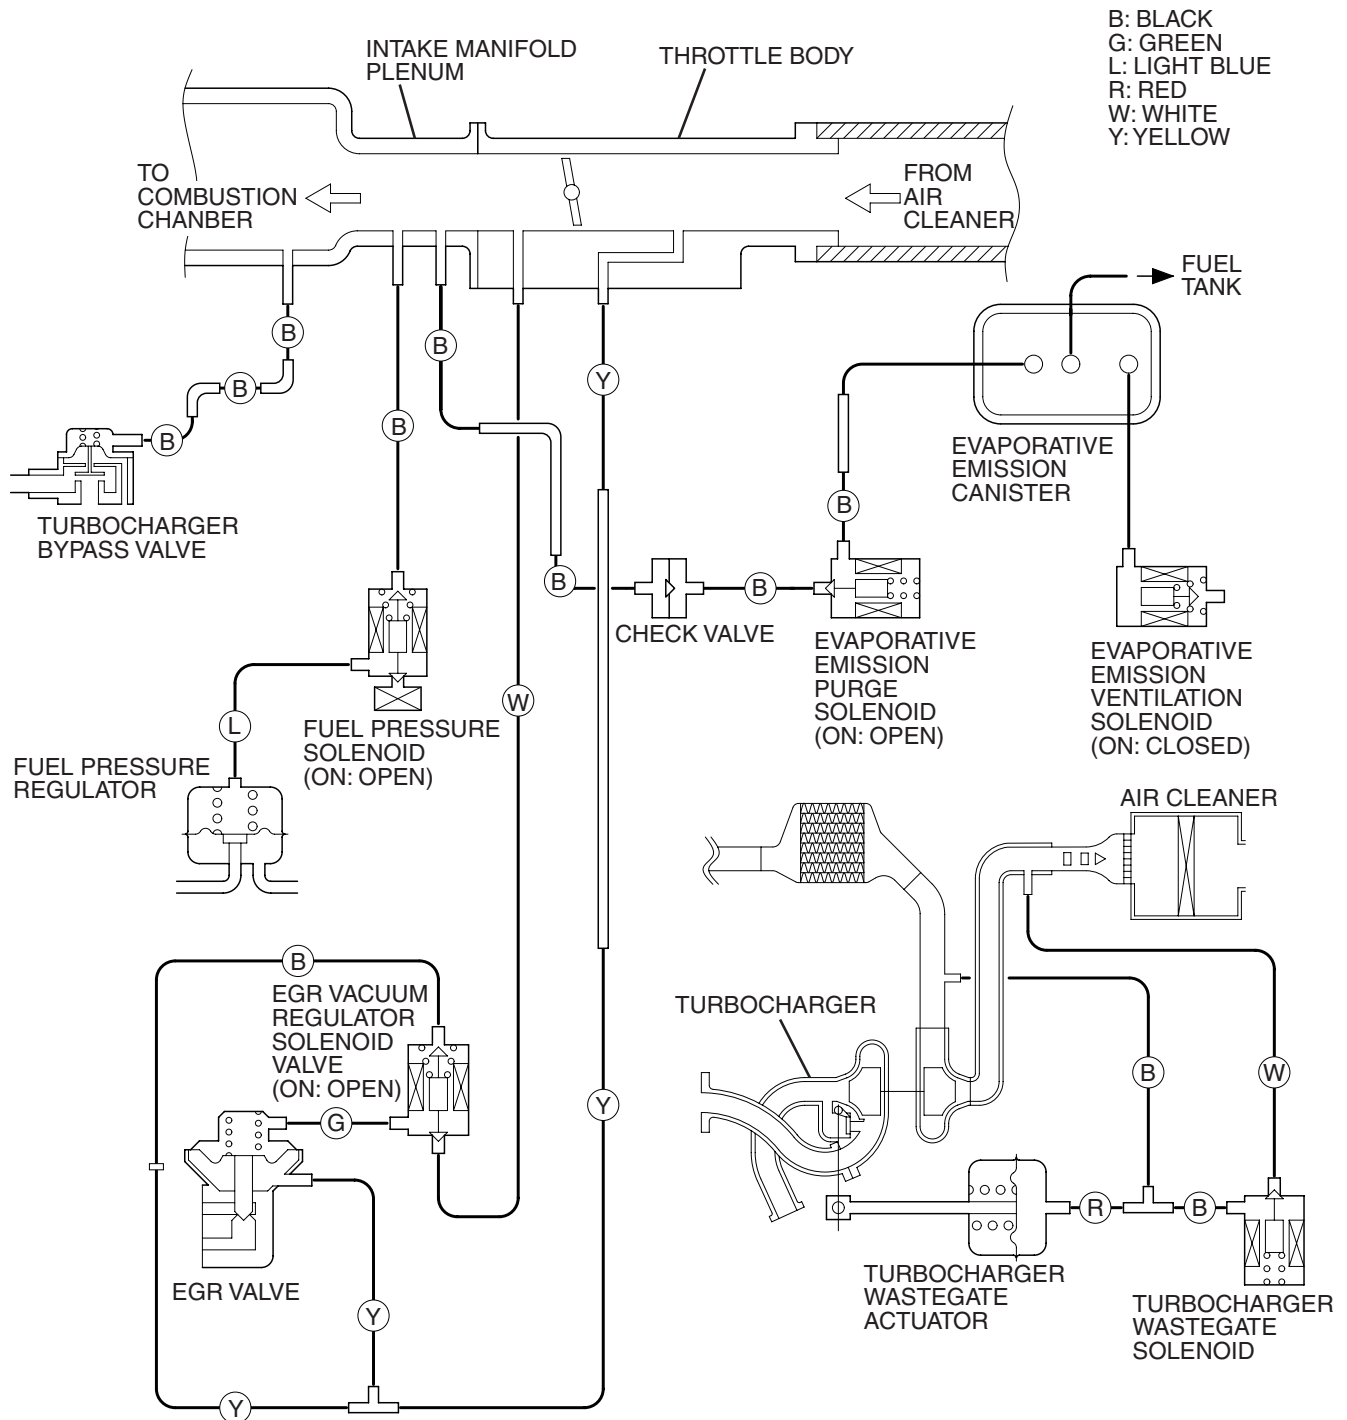 B: BLACK
G: GREEN
L: LIGHT BLUE
R: RED
W: WHITE
Y: YELLOW
INTAKE MANIFOLD
PLENUM
THROTTLE BODY
TO
COMBUSTION
CHANBER
FROM
AIR
CLEANER
FUEL
TANK
B
B
B
B
B
Y
TURBOCHARGER
BYPASS VALVE
EVAPORATIVE
EMISSION
CANISTER
B
B
B
CHECK VALVE
EVAPORATIVE
EMISSION
PURGE
SOLENOID
(ON: OPEN)
EVAPORATIVE
EMISSION
VENTILATION
SOLENOID
(ON: CLOSED)
W
L
FUEL PRESSURE
SOLENOID
(ON: OPEN)
FUEL PRESSURE
REGULATOR
AIR CLEANER
B
EGR VACUUM
REGULATOR
SOLENOID
VALVE
(ON: OPEN)
TURBOCHARGER
G
Y
B
W
EGR VALVE
R
B
TURBOCHARGER
WASTEGATE
ACTUATOR
TURBOCHARGER
WASTEGATE
SOLENOID
Y
Y